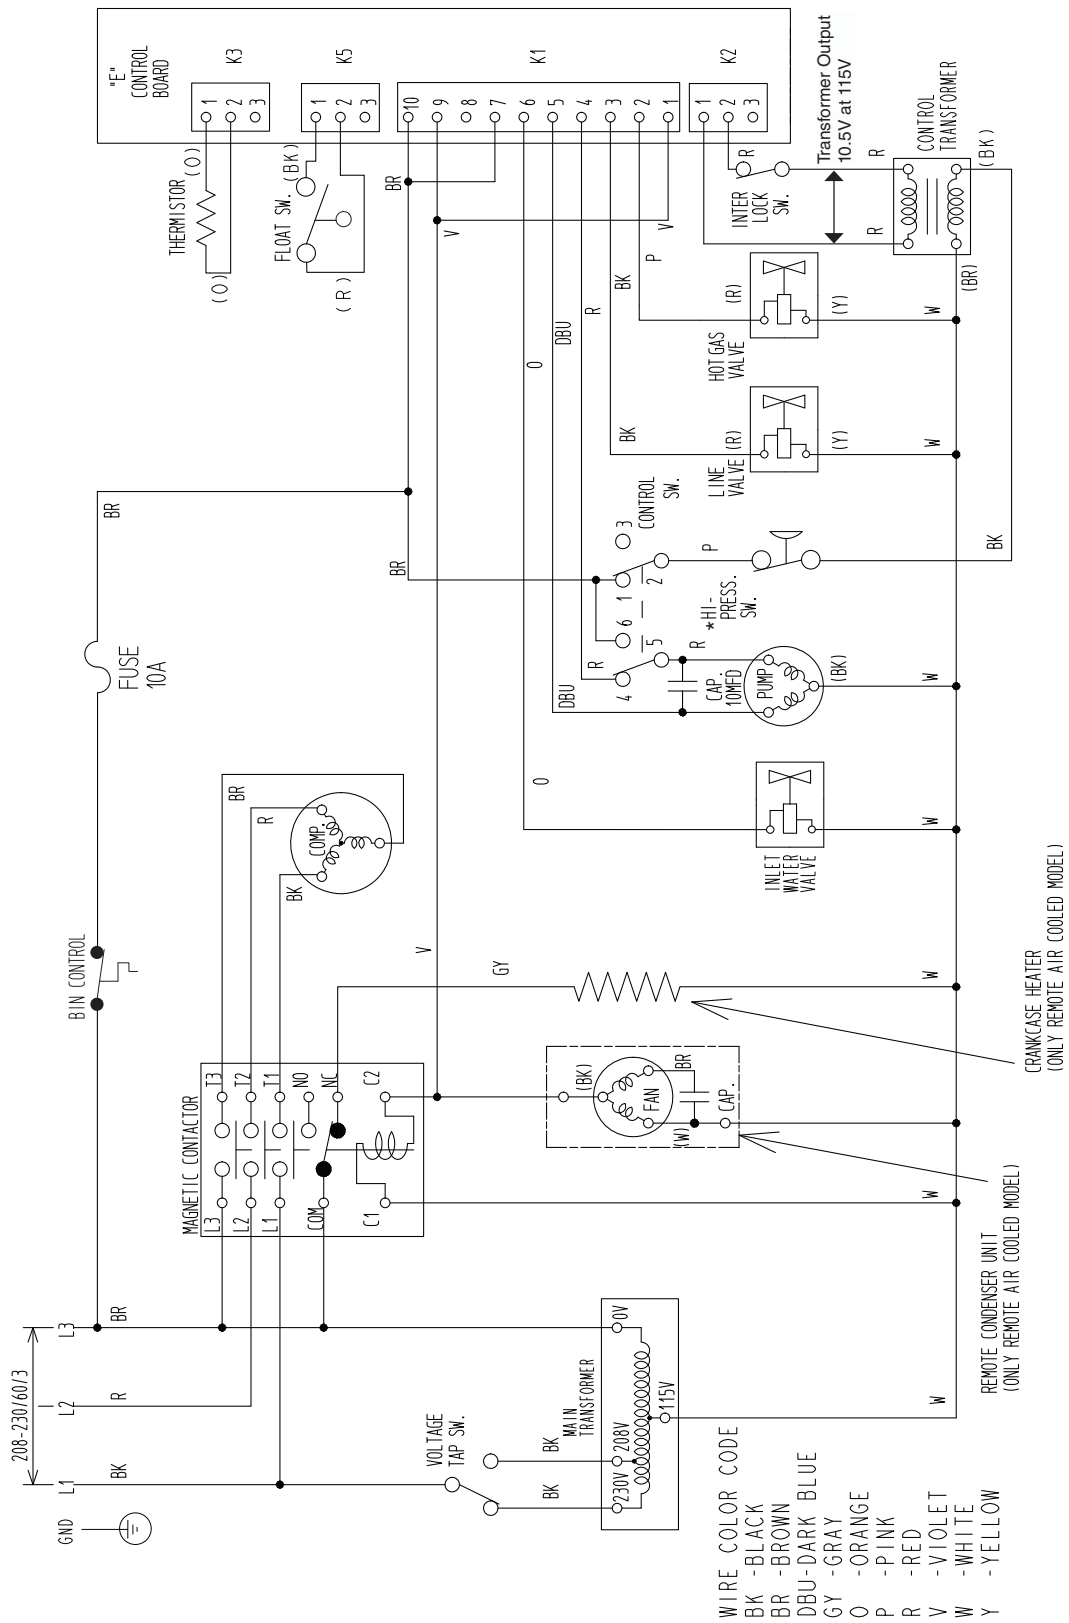 "E"
CONTROL
BOARD
K3
1
2
3
K5
1
2
3
K1
10
9
8
7
6
5
4
3
2
1
K2
1
2
3
Transformer Output
10.5V at 115V
THERMISTOR
(O)
(O)
FLOAT SW.
(BK)
(R)
BR
V
V
P
BK
R
DBU
O
R
INTER
LOCK
SW.
R
R
CONTROL
TRANSFORMER
(BK)
(BR)
HOT GAS
VALVE
(R)
(Y)
W
LINE
VALVE
(R)
(Y)
W
BK
CONTROL
SW.
3
2
1
6
5
4
BR
BR
P
*HI-
PRESS.
SW.
BK
R
R
DBU
CAP.
10MFD
PUMP
(BK)
W
FUSE
10A
BR
R
BK
COMP.
O
INLET
WATER
VALVE
W
BIN CONTROL
V
GY
W
CRANKCASE HEATER
(ONLY REMOTE AIR COOLED MODEL)
MAGNETIC CONTACTOR
T3
T2
T1
NO
NC
C2
L3
L2
L1
COM
C1
(BK)
FAN
BR
(W)
CAP.
W
REMOTE CONDENSER UNIT
(ONLY REMOTE AIR COOLED MODEL)
208-230/60/3
L3
L2
L1
GND
BR
R
BK
VOLTAGE
TAP SW.
BK
BK
MAIN
TRANSFORMER
0V
208V
230V
115V
W
WIRE COLOR CODE
BK -BLACK
BR -BROWN
DBU-DARK BLUE
GY -GRAY
O -ORANGE
P -PINK
R -RED
V -VIOLET
W -WHITE
Y -YELLOW